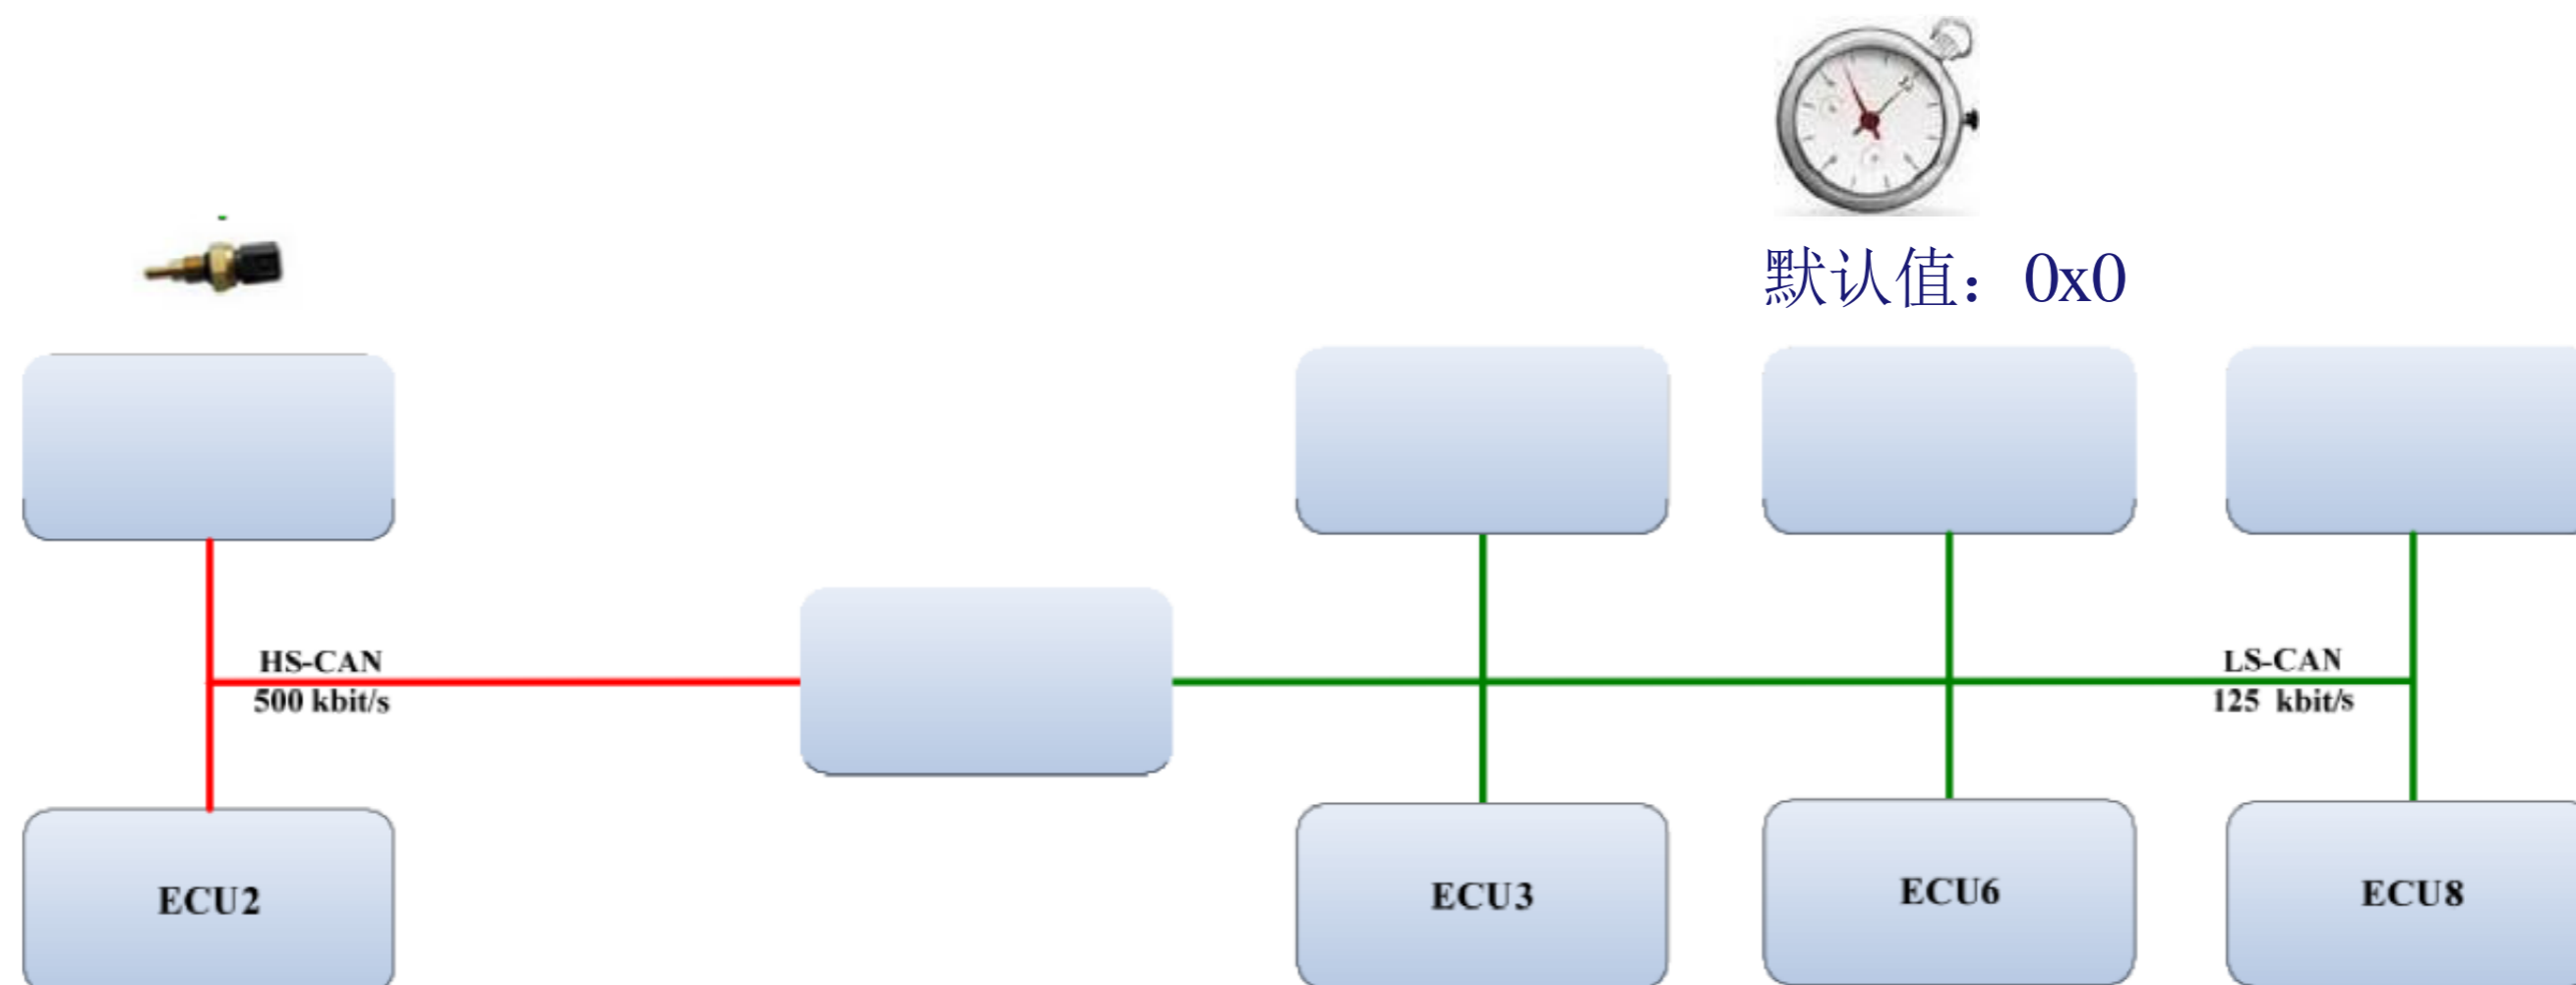 默认值：0x0
HS-CAN
500 kbit/s
LS-CAN
125 kbit/s
ECU2
ECU3
ECU6
ECU8